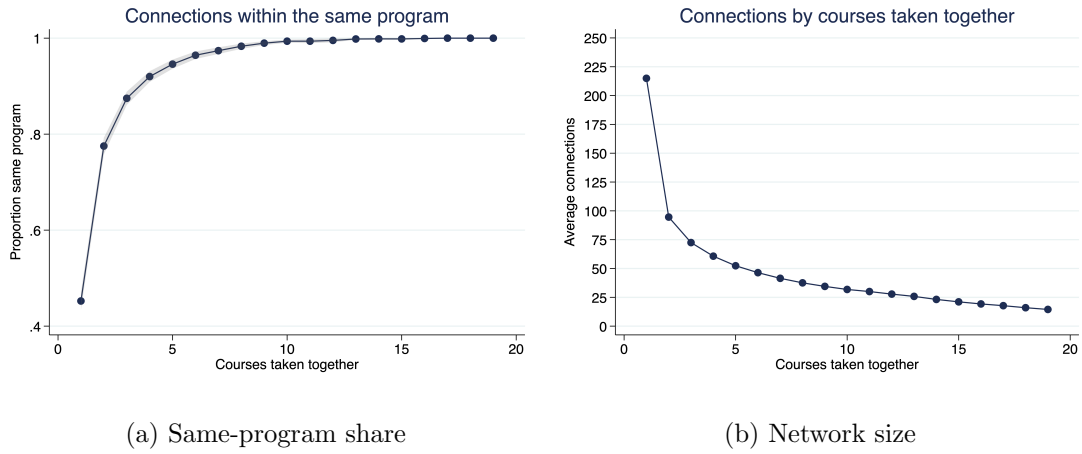 Connections within the same program
Proportion same program
1
.8
.6
.4
0 5 10 15 20
Courses taken together
(a) Same-program share
Connections by courses taken together
Average connections
250
225
200
175
150
125
100
75
50
25
0
0 5 10 15 20
Courses taken together
(b) Network size